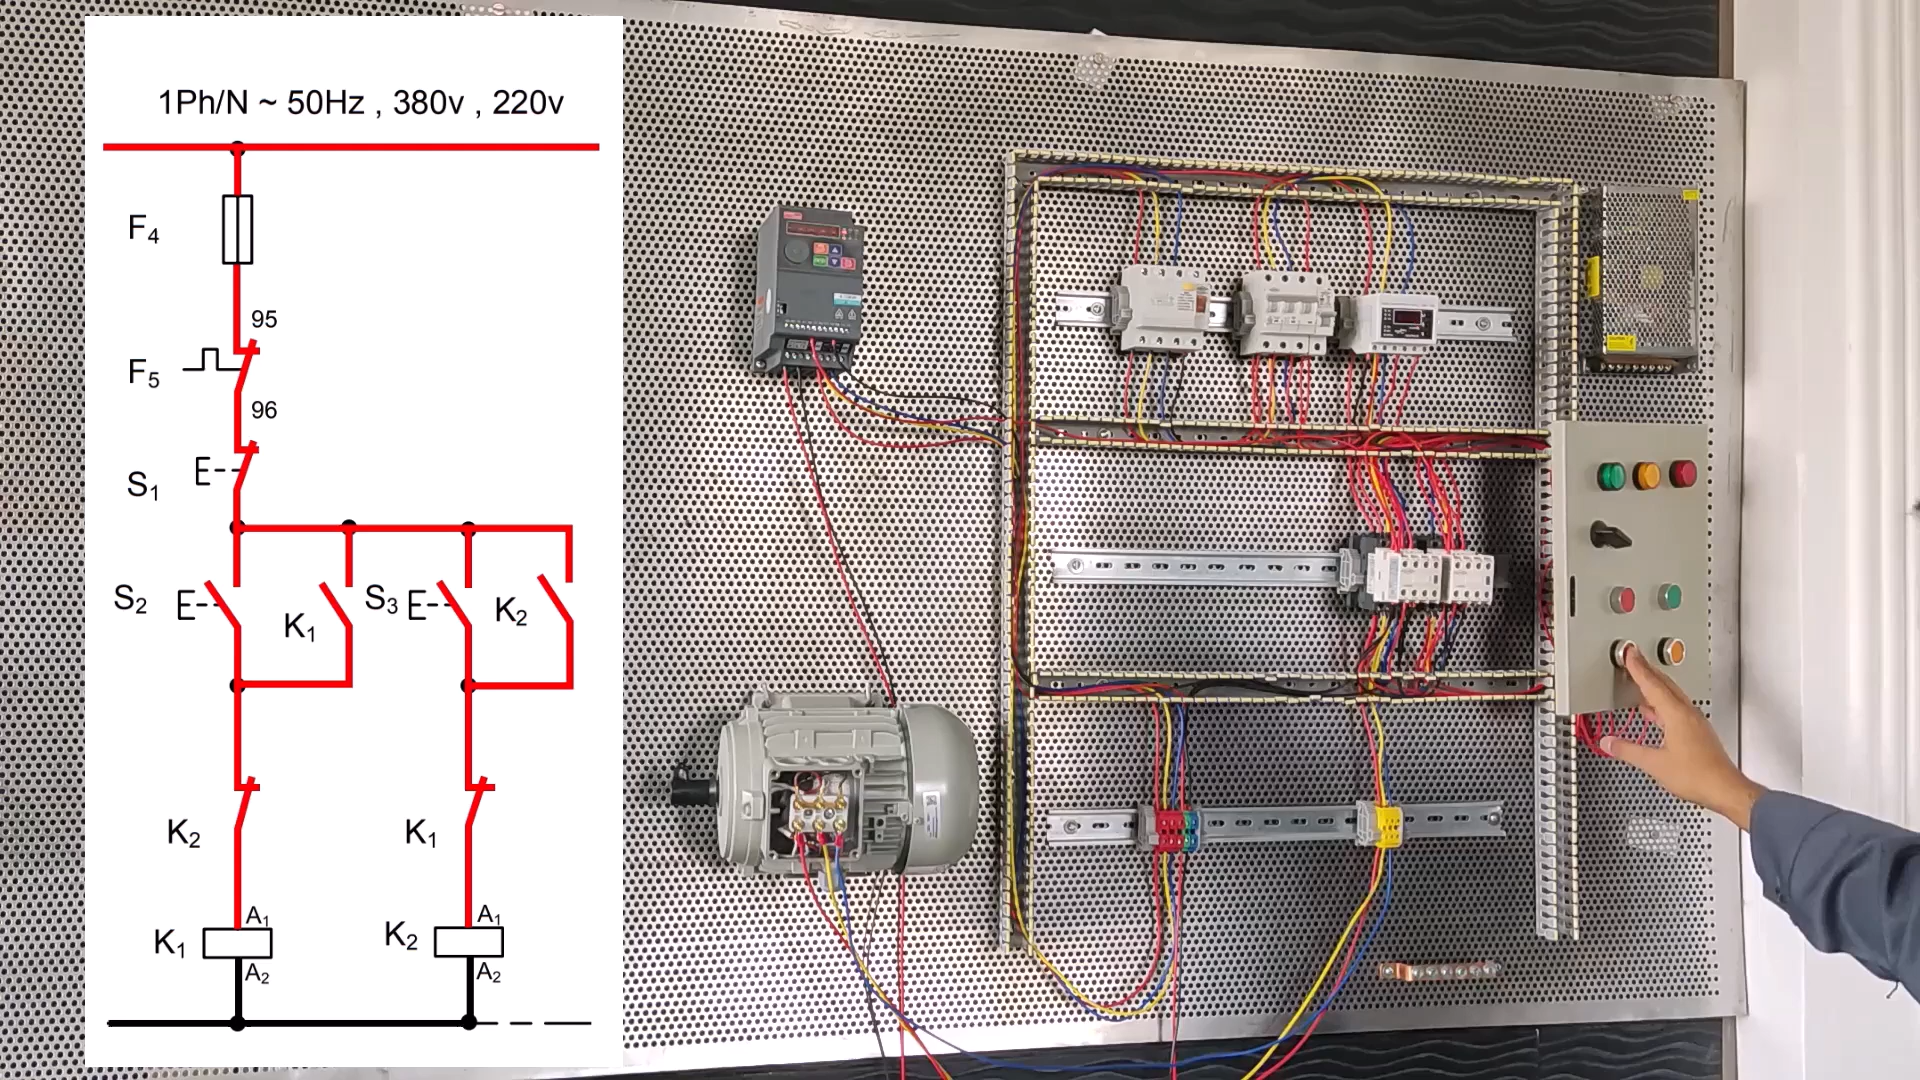 1Ph/N ~ 50Hz , 380v , 220v
F4
95
F5
96
E
S1
S2
E
K1
S3
E
K2
K2
K1
A1
K1
A2
A1
K2
A2